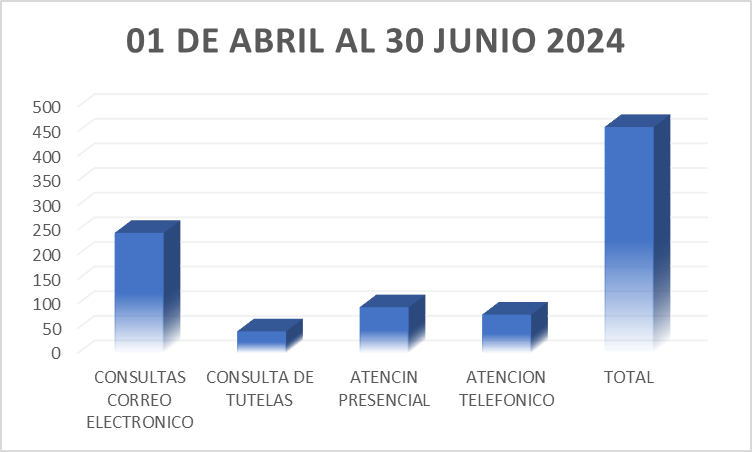 01 DE ABRIL AL 30 JUNIO 2024
500
450
400
350
300
250
200
150
100
50
0
CONSULTAS
CORREO
ELECTRONICO
CONSULTA DE
TUTELAS
ATENCIN
PRESENCIAL
ATENCION
TELEFONICO
TOTAL